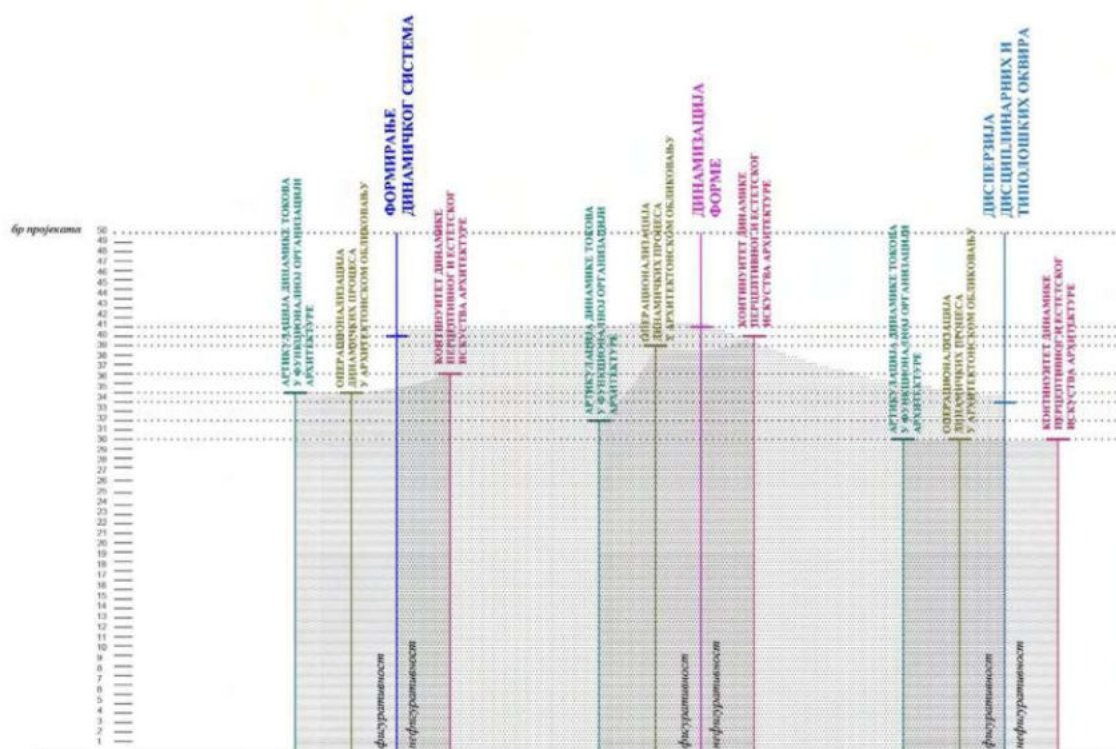 АРТИКУЛАЦИЈА ДИНАМИКЕ ТОКОВА
У ФУНКЦИОНАЛНОЈ ОРГАНИЗАЦИЈИ
АРХИТЕКТУРЕ
ОПЕРАЦИОНАЛИЗАЦИЈА
ДИНАМИЧКИХ ПРОЦЕСА
У АРХИТЕКТОНСКОМ ОБЛИКОВАЊУ
ФОРМИРАЊЕ
ДИНАМИЧКОГ СИСТЕМА
КОНТИНУИТЕТ ДИНАМИКЕ
ПЕРЦЕПТИВНОГ И ЕСТЕТСКОГ
ИСКУСТВА АРХИТЕКТУРЕ
АРТИКУЛАЦИЈА ДИНАМИКЕ ТОКОВА
У ФУНКЦИОНАЛНОЈ ОРГАНИЗАЦИЈИ
АРХИТЕКТУРЕ
ОПЕРАЦИОНАЛИЗАЦИЈА
ДИНАМИЧКИХ ПРОЦЕСА
У АРХИТЕКТОНСКОМ ОБЛИКОВАЊУ
ДИНАМИЗАЦИЈА
ФОРМЕ
КОНТИНУИТЕТ ДИНАМИКЕ
ПЕРЦЕПТИВНОГ И ЕСТЕТСКОГ
ИСКУСТВА АРХИТЕКТУРЕ
АРТИКУЛАЦИЈА ДИНАМИКЕ ТОКОВА
У ФУНКЦИОНАЛНОЈ ОРГАНИЗАЦИЈИ
АРХИТЕКТУРЕ
ОПЕРАЦИОНАЛИЗАЦИЈА
ДИНАМИЧКИХ ПРОЦЕСА
У АРХИТЕКТОНСКОМ ОБЛИКОВАЊУ
ДИСПЕРЗИЈА
ДИСЦИПЛИНАРНИХ И
ТИПОЛОШКИХ ОКВИРА
КОНТИНУИТЕТ ДИНАМИКЕ
ПЕРЦЕПТИВНОГ И ЕСТЕТСКОГ
ИСКУСТВА АРХИТЕКТУРЕ
бр пројеката
50
49
48
47
46
45
44
43
42
41
40
39
38
37
36
35
34
33
32
31
30
29
28
27
26
25
24
23
22
21
20
19
18
17
16
15
14
13
12
11
10
9
8
7
6
5
4
3
2
1
фигуративност
нефигуративност
фигуративност
нефигуративност
фигуративност
нефигуративност